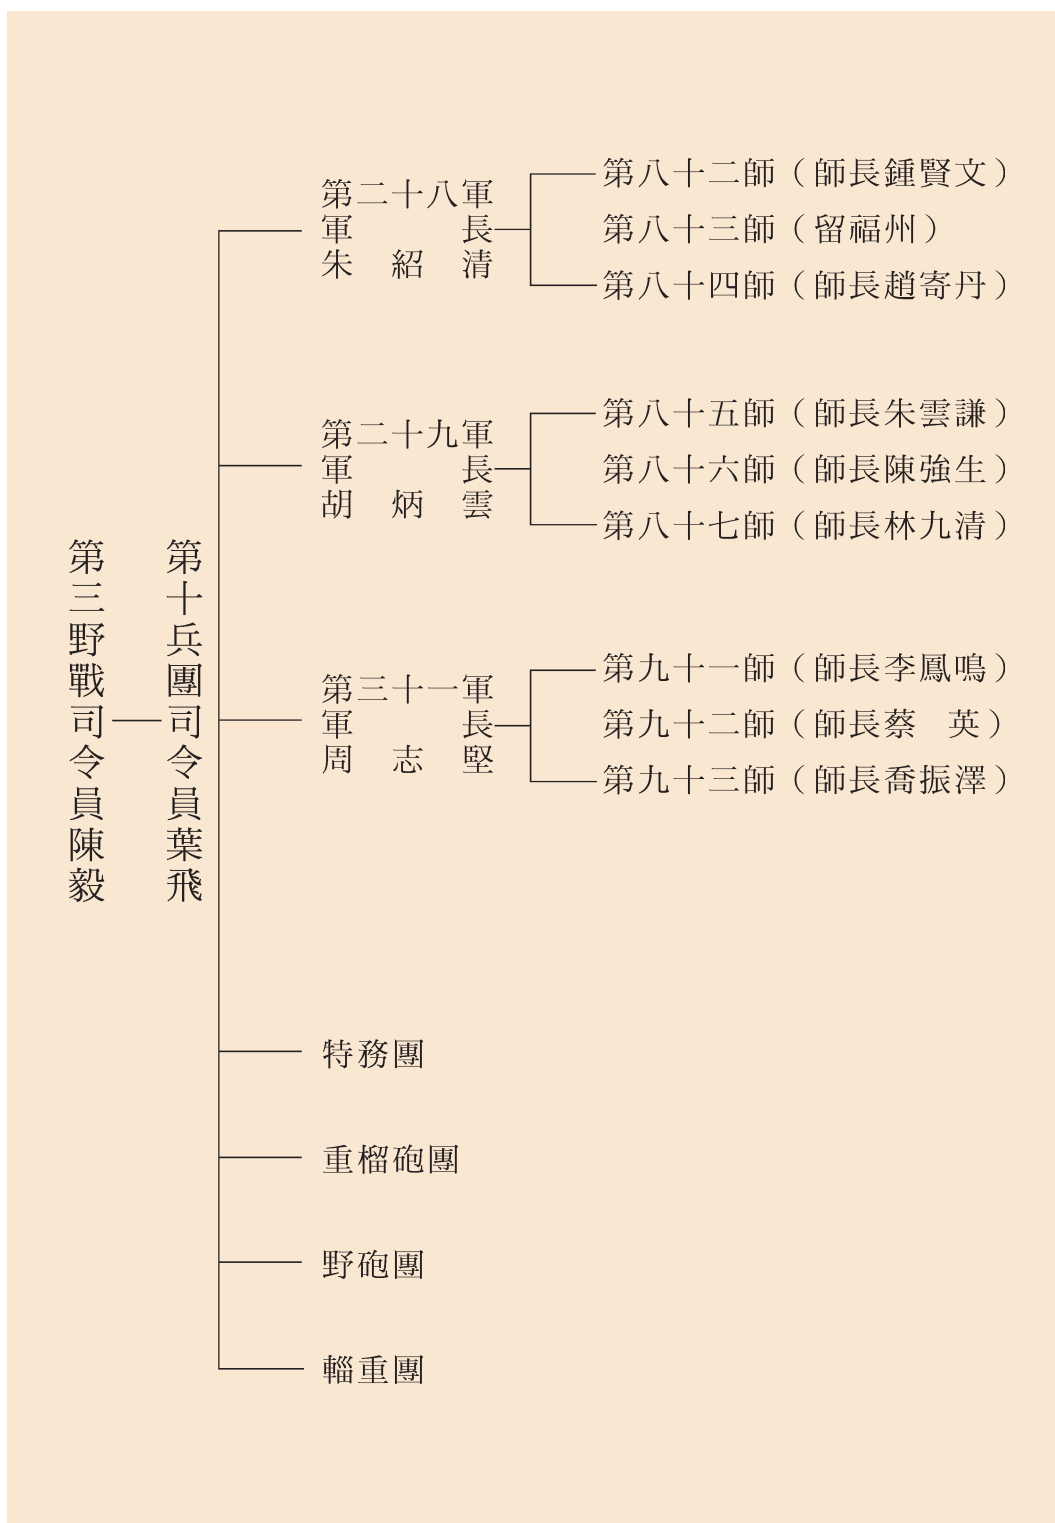 第三野戰司令員陳毅
第十兵團司令員葉飛
第二十八軍
軍長
朱紹清
第八十二師（師長鍾賢文）
第八十三師（留福州）
第八十四師（師長趙寄丹）
第二十九軍
軍長
胡炳雲
第八十五師（師長朱雲謙）
第八十六師（師長陳強生）
第八十七師（師長林九清）
第三十一軍
軍長
周志堅
第九十一師（師長李鳳鳴）
第九十二師（師長蔡　英）
第九十三師（師長喬振澤）
特務團
重榴砲團
野砲團
輜重團